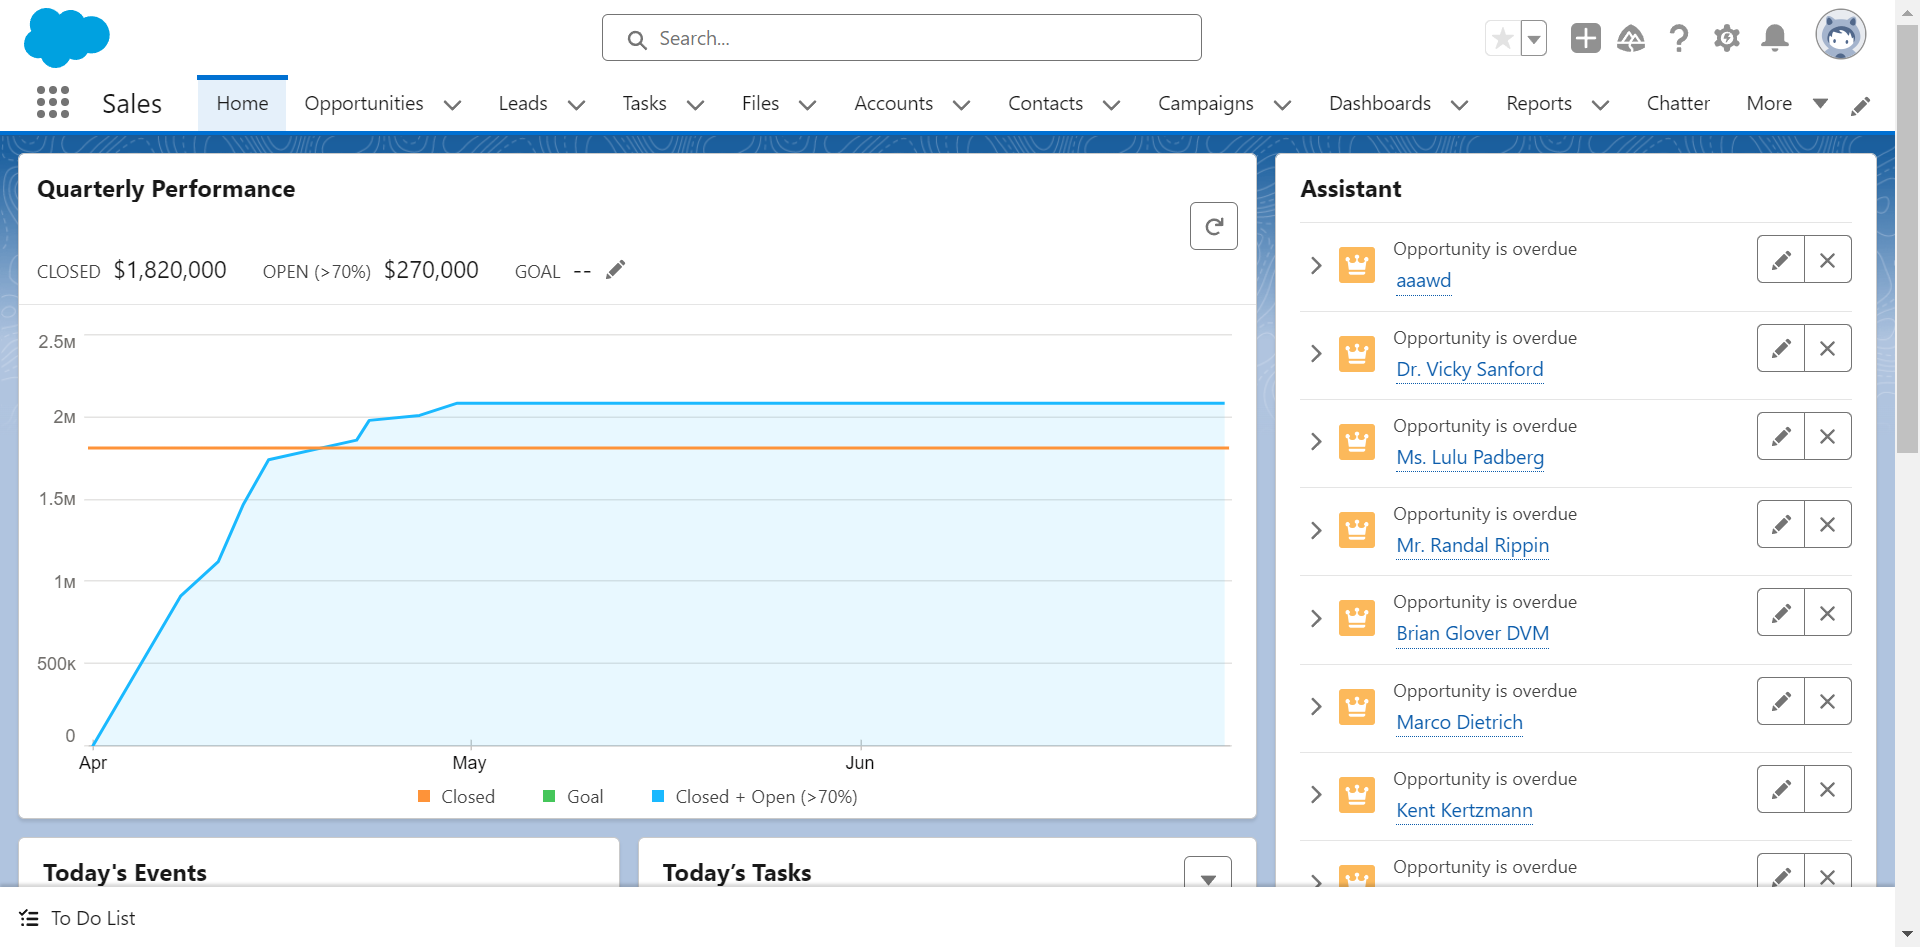 Search...
Sales
Home
Opportunities
Leads
Tasks
Files
Accounts
Contacts
Campaigns
Dashboards
Reports
Chatter
More
Quarterly Performance
CLOSED $1,820,000 OPEN (>70%) $270,000 GOAL --
2.5M
2M
1.5M
1M
500K
0
Apr May Jun
Closed Goal Closed + Open (>70%)
Today's Events
Today’s Tasks
Assistant
Opportunity is overdue
aaawd
Opportunity is overdue
Dr. Vicky Sanford
Opportunity is overdue
Ms. Lulu Padberg
Opportunity is overdue
Mr. Randal Rippin
Opportunity is overdue
Brian Glover DVM
Opportunity is overdue
Marco Dietrich
Opportunity is overdue
Kent Kertzmann
Opportunity is overdue
To Do List